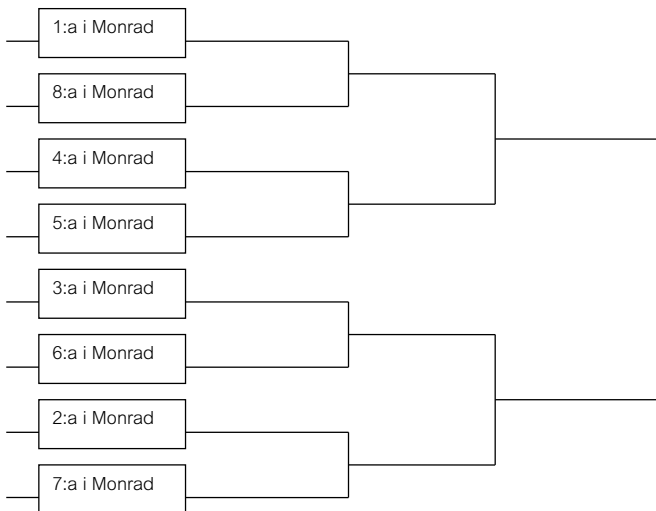 1:a i Monrad
8:a i Monrad
4:a i Monrad
5:a i Monrad
3:a i Monrad
6:a i Monrad
2:a i Monrad
7:a i Monrad